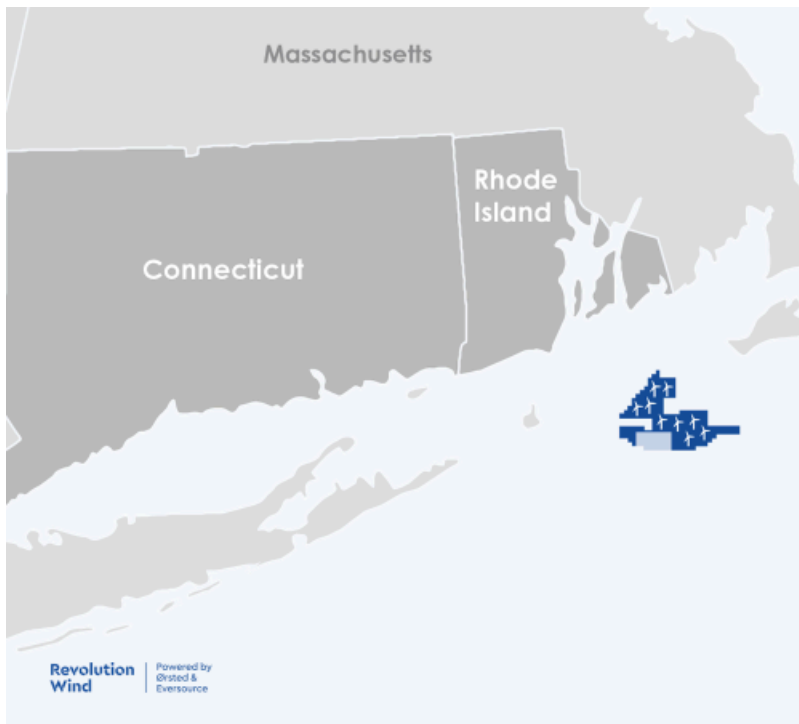 Massachusetts
Rhode
Island
Connecticut
Revolution
Wind
Powered by
Ørsted &
Eversource